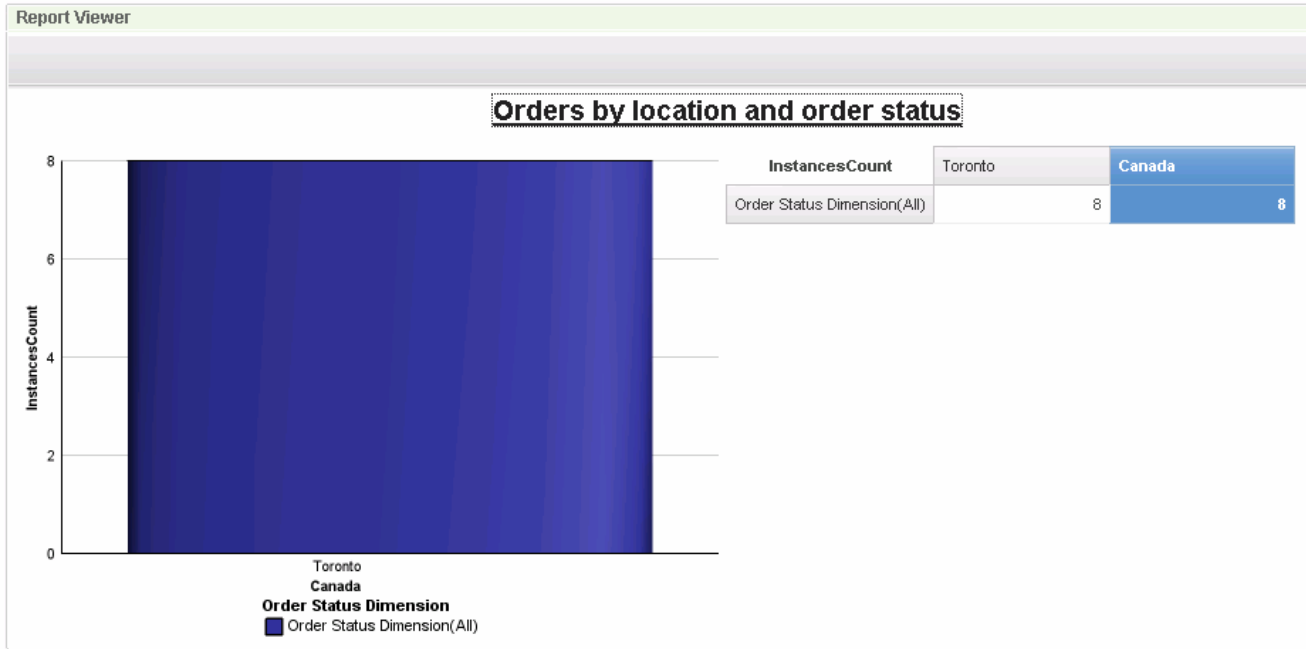 Report Viewer
Orders by location and order status
InstancesCount Toronto Canada
Order Status Dimension(All) 8 8
8
6
4
2
0
InstancesCount
Toronto
Canada
Order Status Dimension
Order Status Dimension(All)